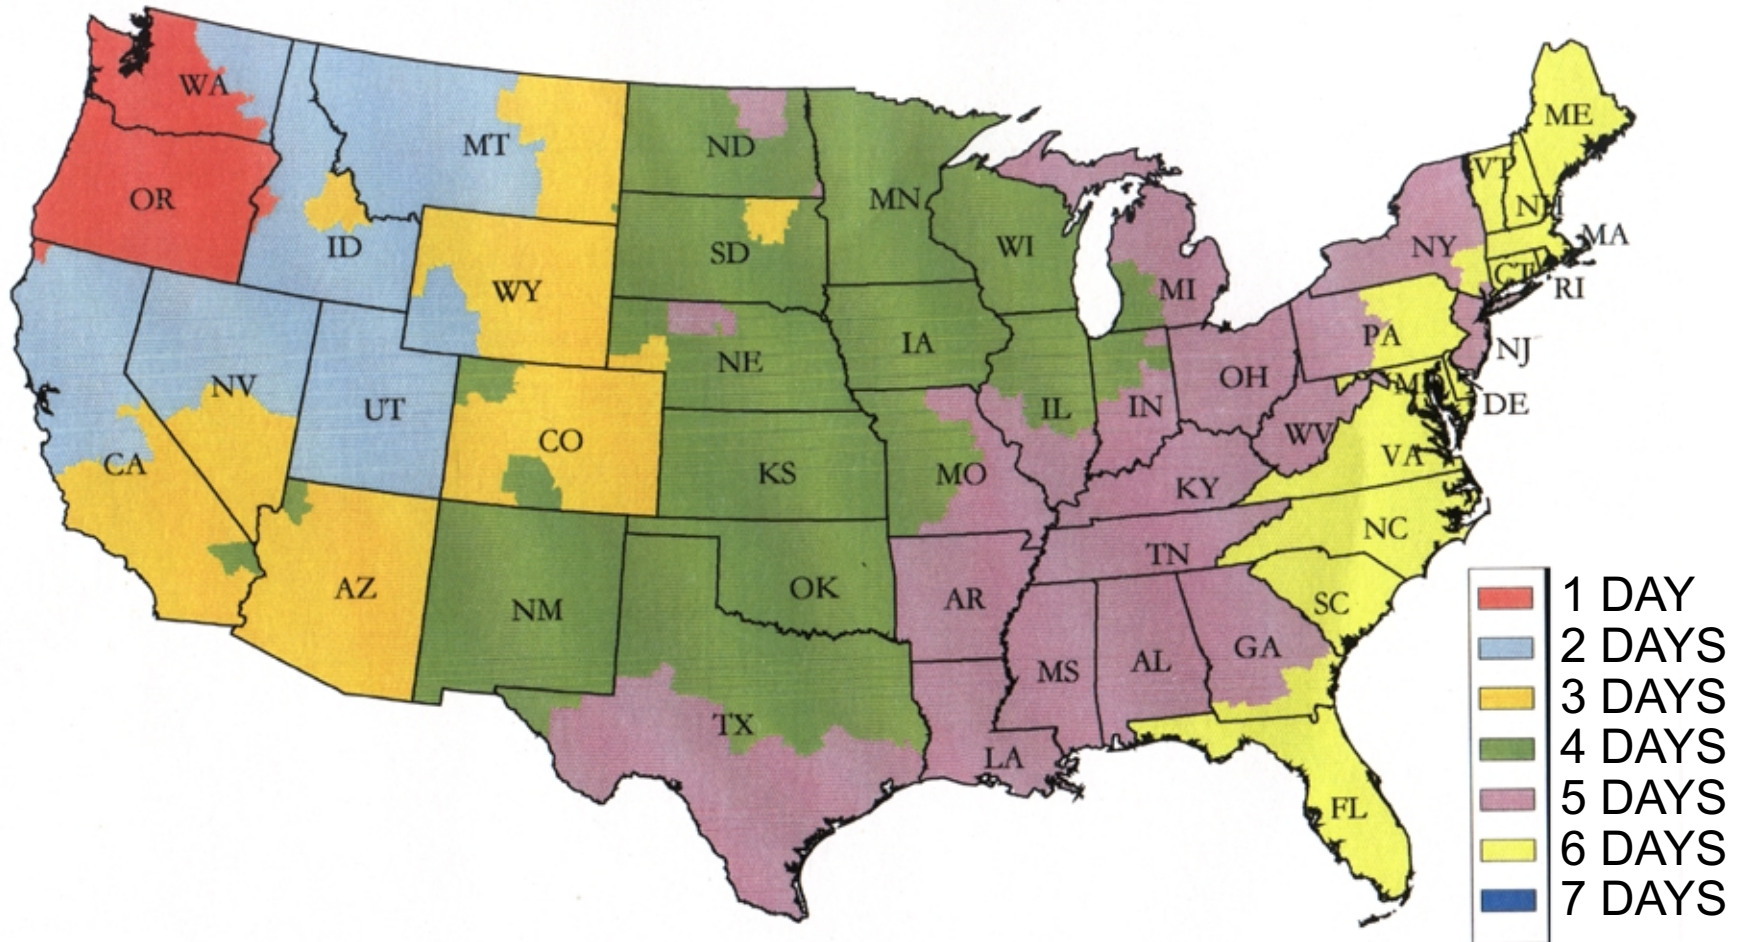 WA
OR
MT
ID
WY
CA
NV
UT
CO
AZ
NM
ND
SD
NE
KS
OK
TX
MN
IA
MO
AR
LA
WI
IL
MI
IN
OH
KY
TN
MS
AL
GA
FL
SC
NC
VA
WV
PA
NY
VT
NH
ME
MA
CT
RI
NJ
DE
MD
1 DAY
2 DAYS
3 DAYS
4 DAYS
5 DAYS
6 DAYS
7 DAYS